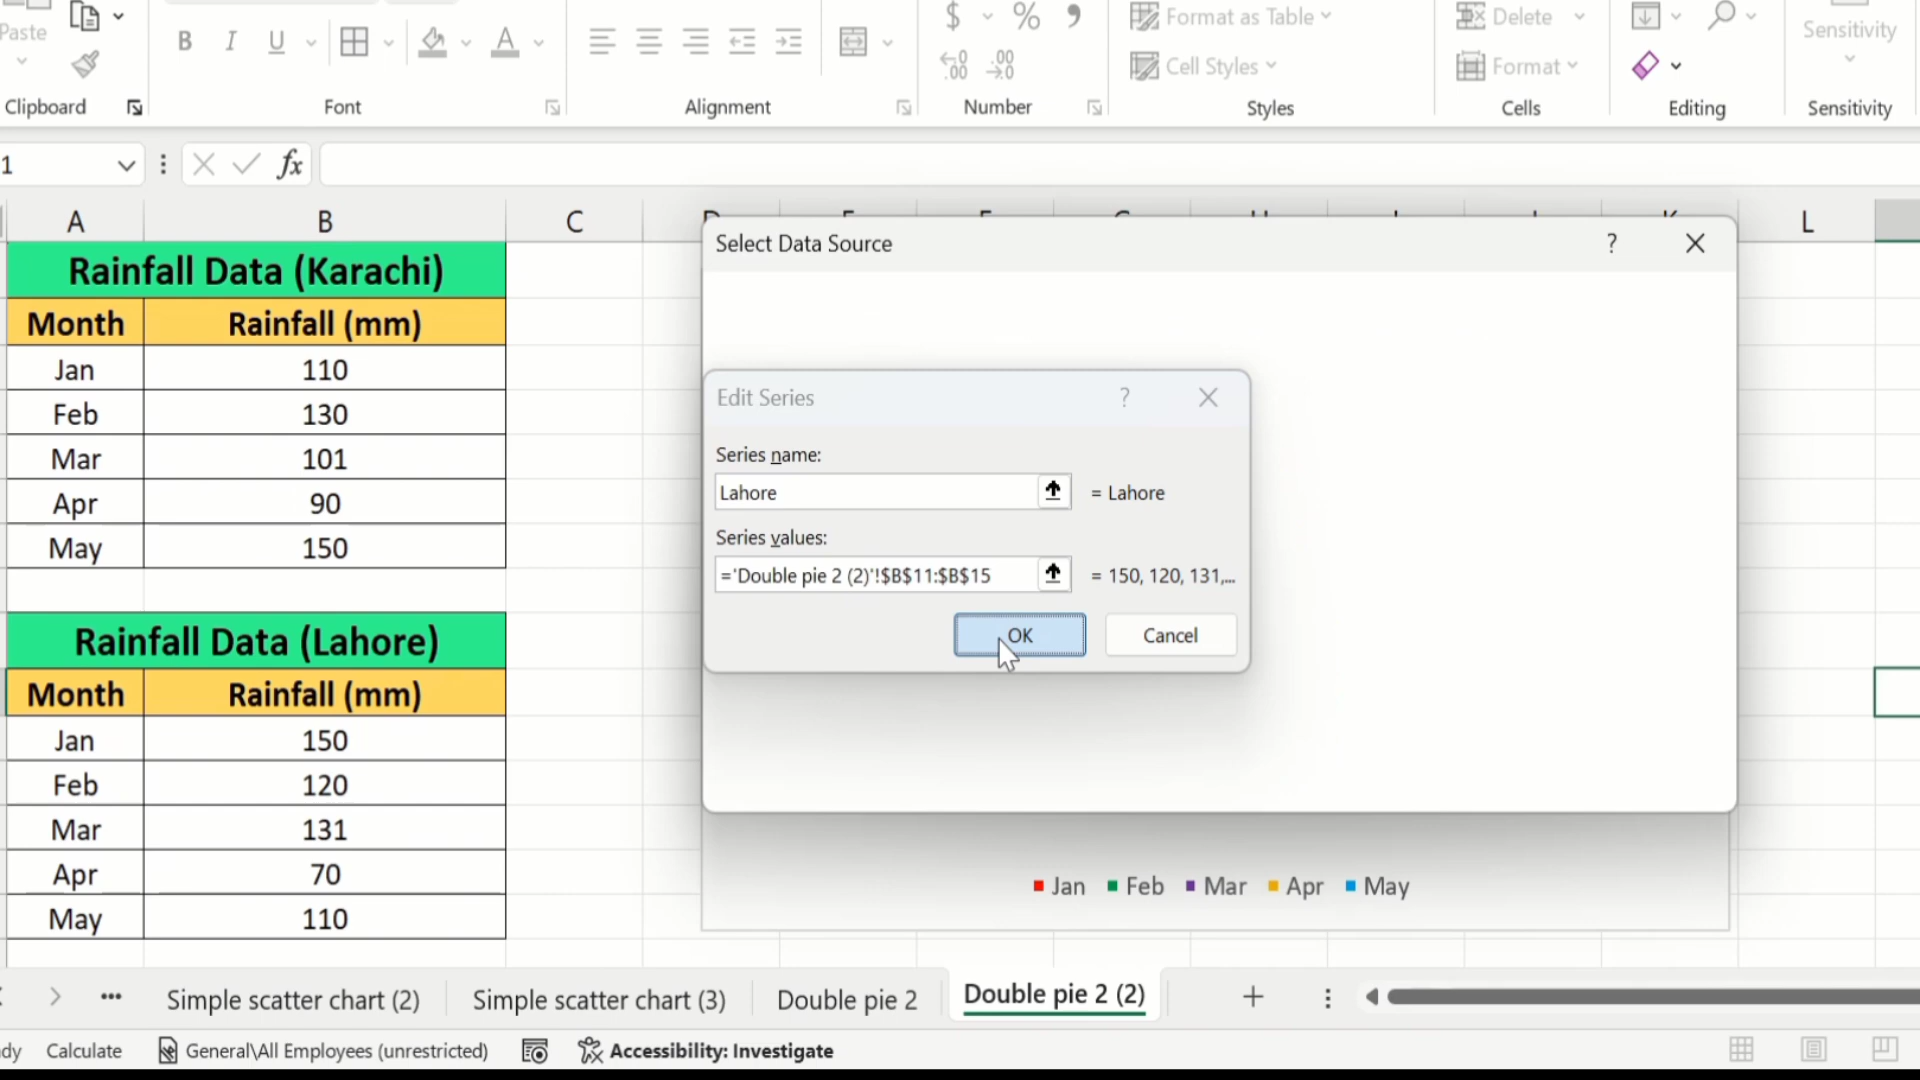 Paste
$ % ,
Format as Table
Delete
Sensitivity
B I U
A
.00
.00
Cell Styles
Format
Clipboard
Font
Alignment
Number
Styles
Cells
Editing
Sensitivity
1
fx
A B C L
Rainfall Data (Karachi)
Month Rainfall (mm)
Jan 110
Feb 130
Mar 101
Apr 90
May 150
Rainfall Data (Lahore)
Month Rainfall (mm)
Jan 150
Feb 120
Mar 131
Apr 70
May 110
Select Data Source ?
Edit Series ?
Series name:
Lahore = Lahore
Series values:
='Double pie 2 (2)'!$B$11:$B$15 = 150, 120, 131,...
OK Cancel
Jan Feb Mar Apr May
Simple scatter chart (2) Simple scatter chart (3) Double pie 2 Double pie 2 (2)
dy Calculate General\All Employees (unrestricted) Accessibility: Investigate